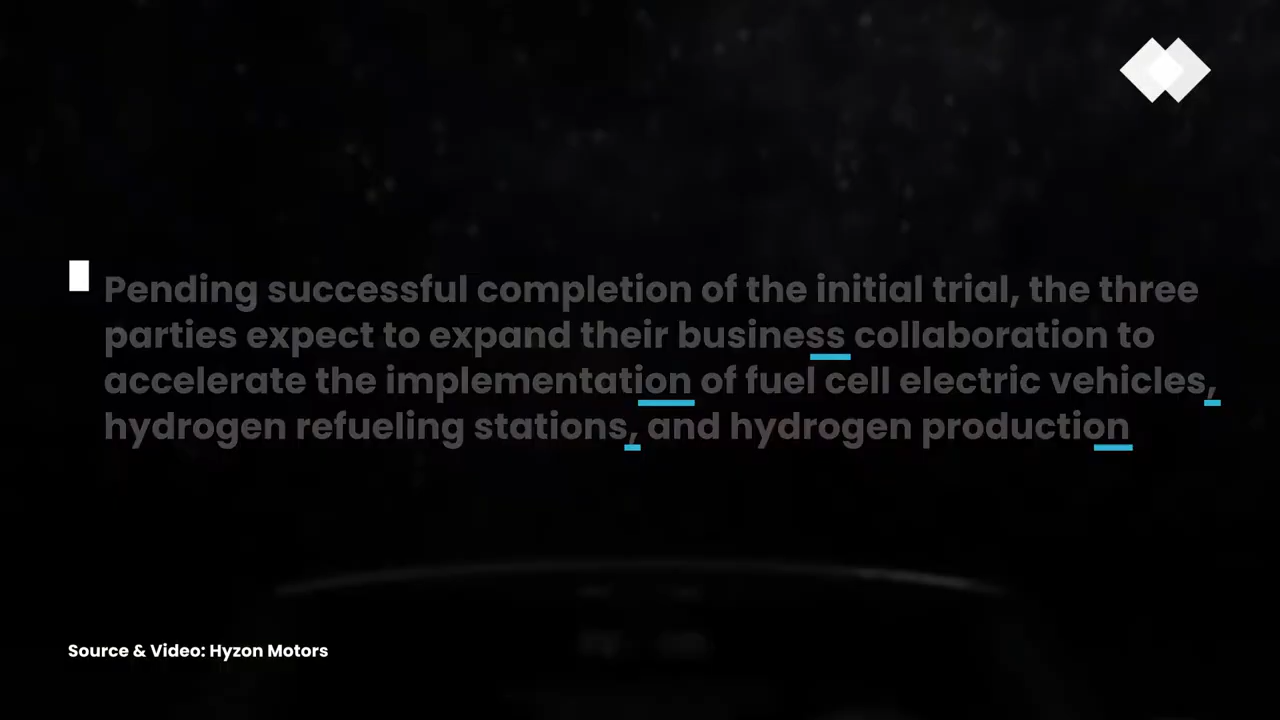 Pending successful completion of the initial trial, the three
parties expect to expand their business collaboration to
accelerate the implementation of fuel cell electric vehicles,
hydrogen refueling stations, and hydrogen production
Source & Video: Hyzon Motors